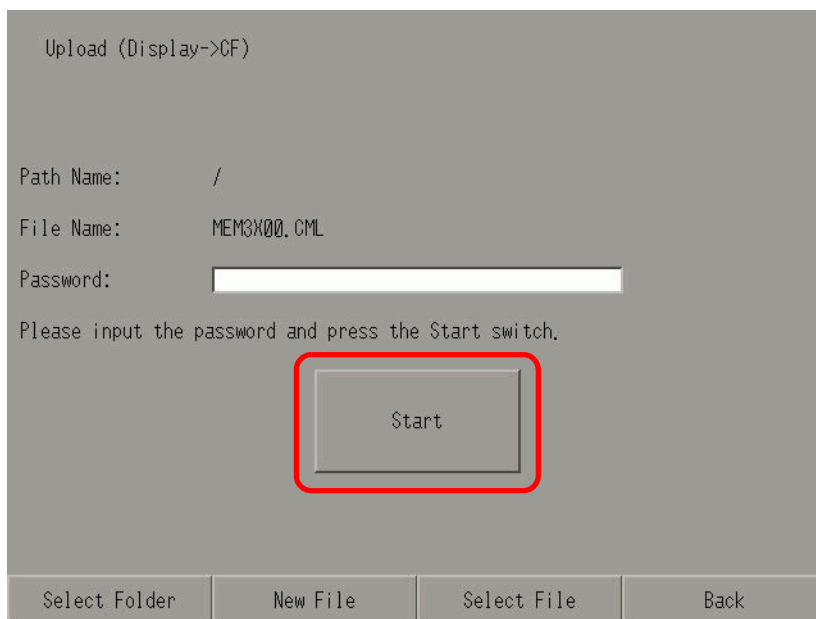 Upload (Display->CF)
Path Name: /
File Name: MEM3X00.CML
Password:
Please input the password and press the Start switch.
Start
Select Folder New File Select File Back